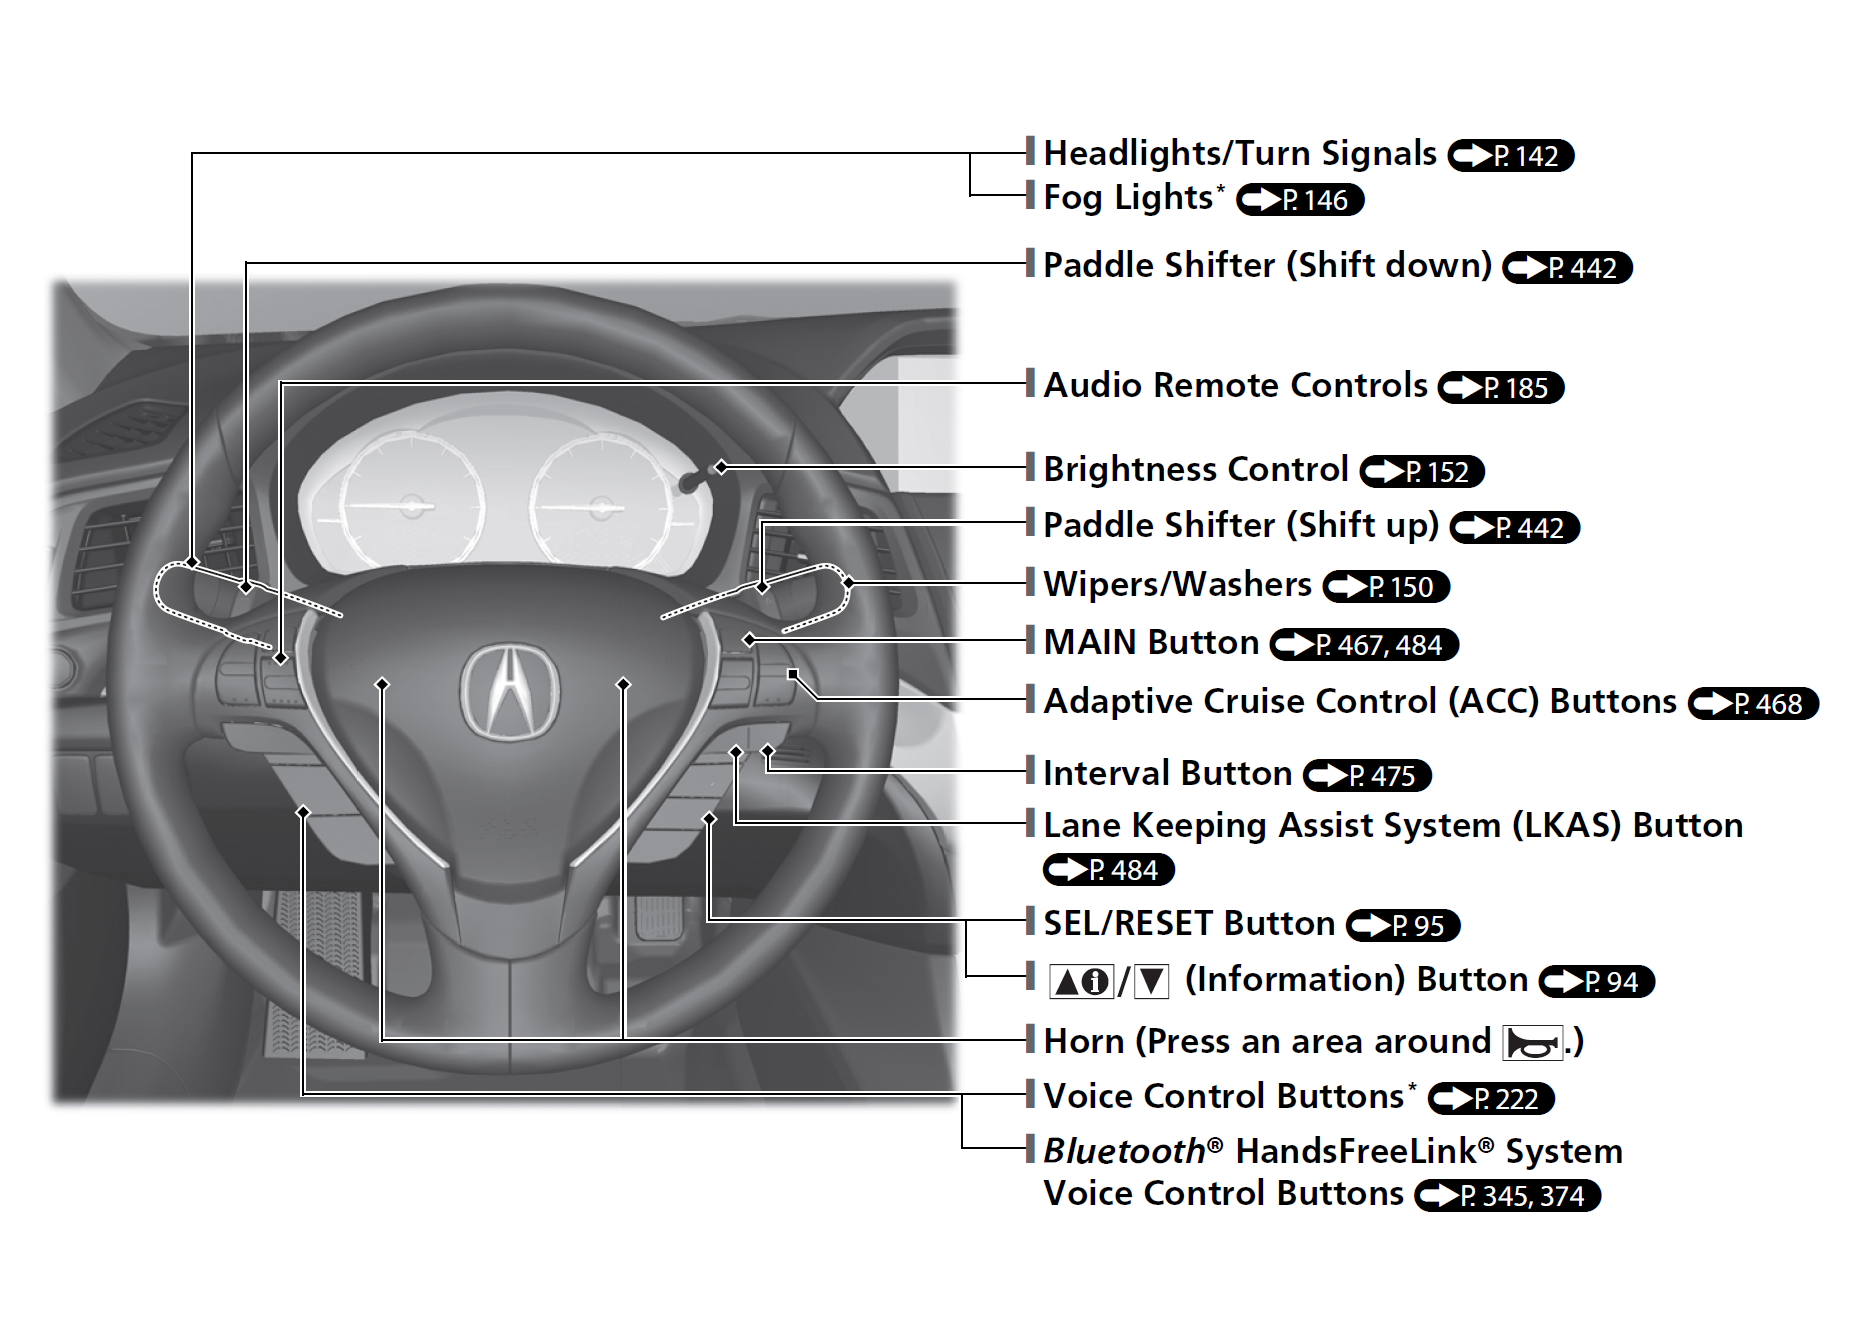 Headlights/Turn Signals P. 142
Fog Lights* P. 146
Paddle Shifter (Shift down) P. 442
Audio Remote Controls P. 185
Brightness Control P. 152
Paddle Shifter (Shift up) P. 442
Wipers/Washers P. 150
MAIN Button P. 467, 484
Adaptive Cruise Control (ACC) Buttons P. 468
Interval Button P. 475
Lane Keeping Assist System (LKAS) Button
P. 484
SEL/RESET Button P. 95
▲i/▼ (Information) Button P. 94
Horn (Press an area around .)
Voice Control Buttons* P. 222
Bluetooth® HandsFreeLink® System
Voice Control Buttons P. 345, 374